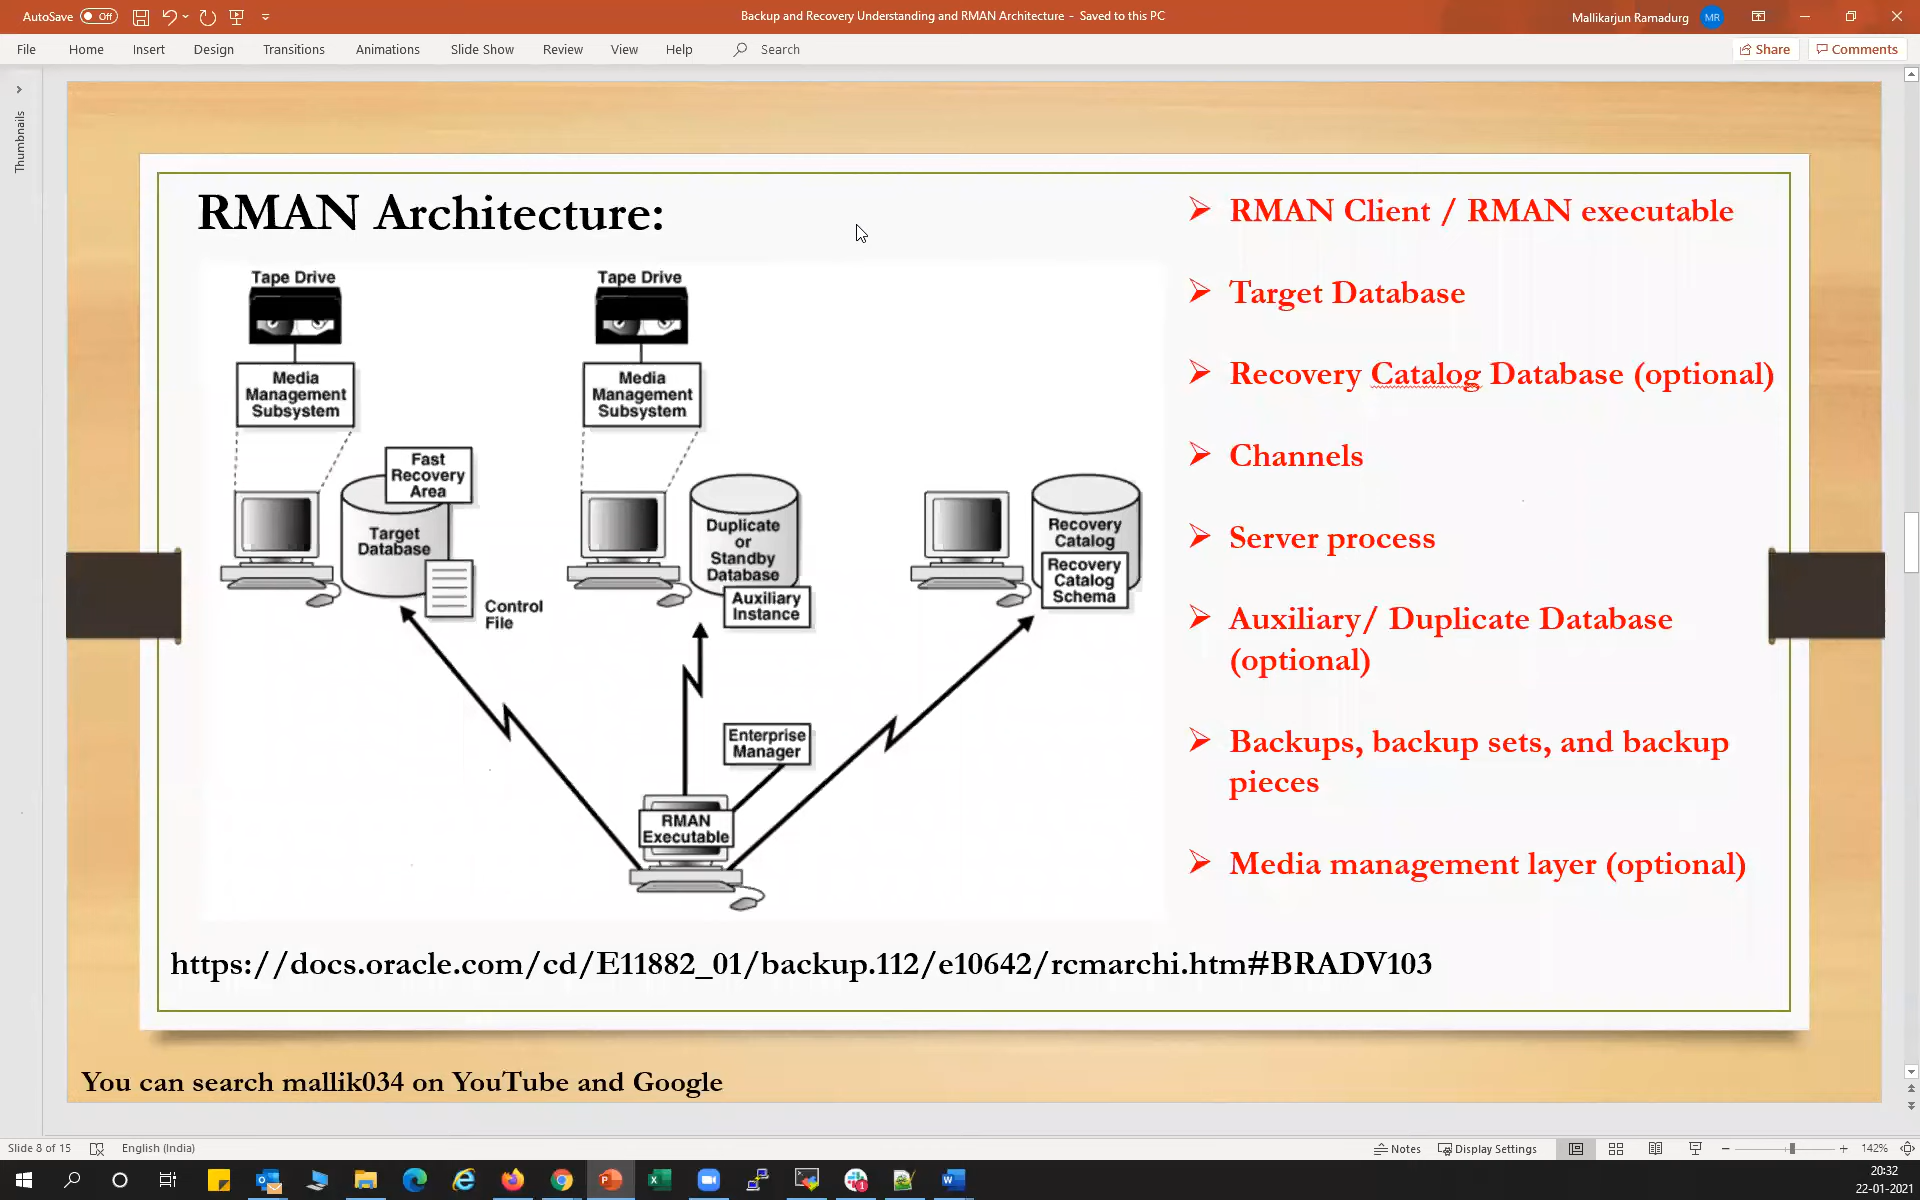 AutoSave Off
Backup and Recovery Understanding and RMAN Architecture - Saved to this PC
Mallikarjun Ramadurg MR
File Home Insert Design Transitions Animations Slide Show Review View Help Search
Share Comments
Thumbnails
RMAN Architecture:
Tape Drive
Media
Management
Subsystem
Fast
Recovery
Area
Target
Database
Control
File
Tape Drive
Media
Management
Subsystem
Duplicate
or
Standby
Database
Auxiliary
Instance
Recovery
Catalog
Recovery
Catalog
Schema
Enterprise
Manager
RMAN
Executable
RMAN Client / RMAN executable
Target Database
Recovery Catalog Database (optional)
Channels
Server process
Auxiliary/ Duplicate Database
(optional)
Backups, backup sets, and backup
pieces
Media management layer (optional)
https://docs.oracle.com/cd/E11882_01/backup.112/e10642/rcmarchi.htm#BRADV103
You can search mallik034 on YouTube and Google
Slide 8 of 15 English (India)
Notes Display Settings 142%
20:32
22-01-2021